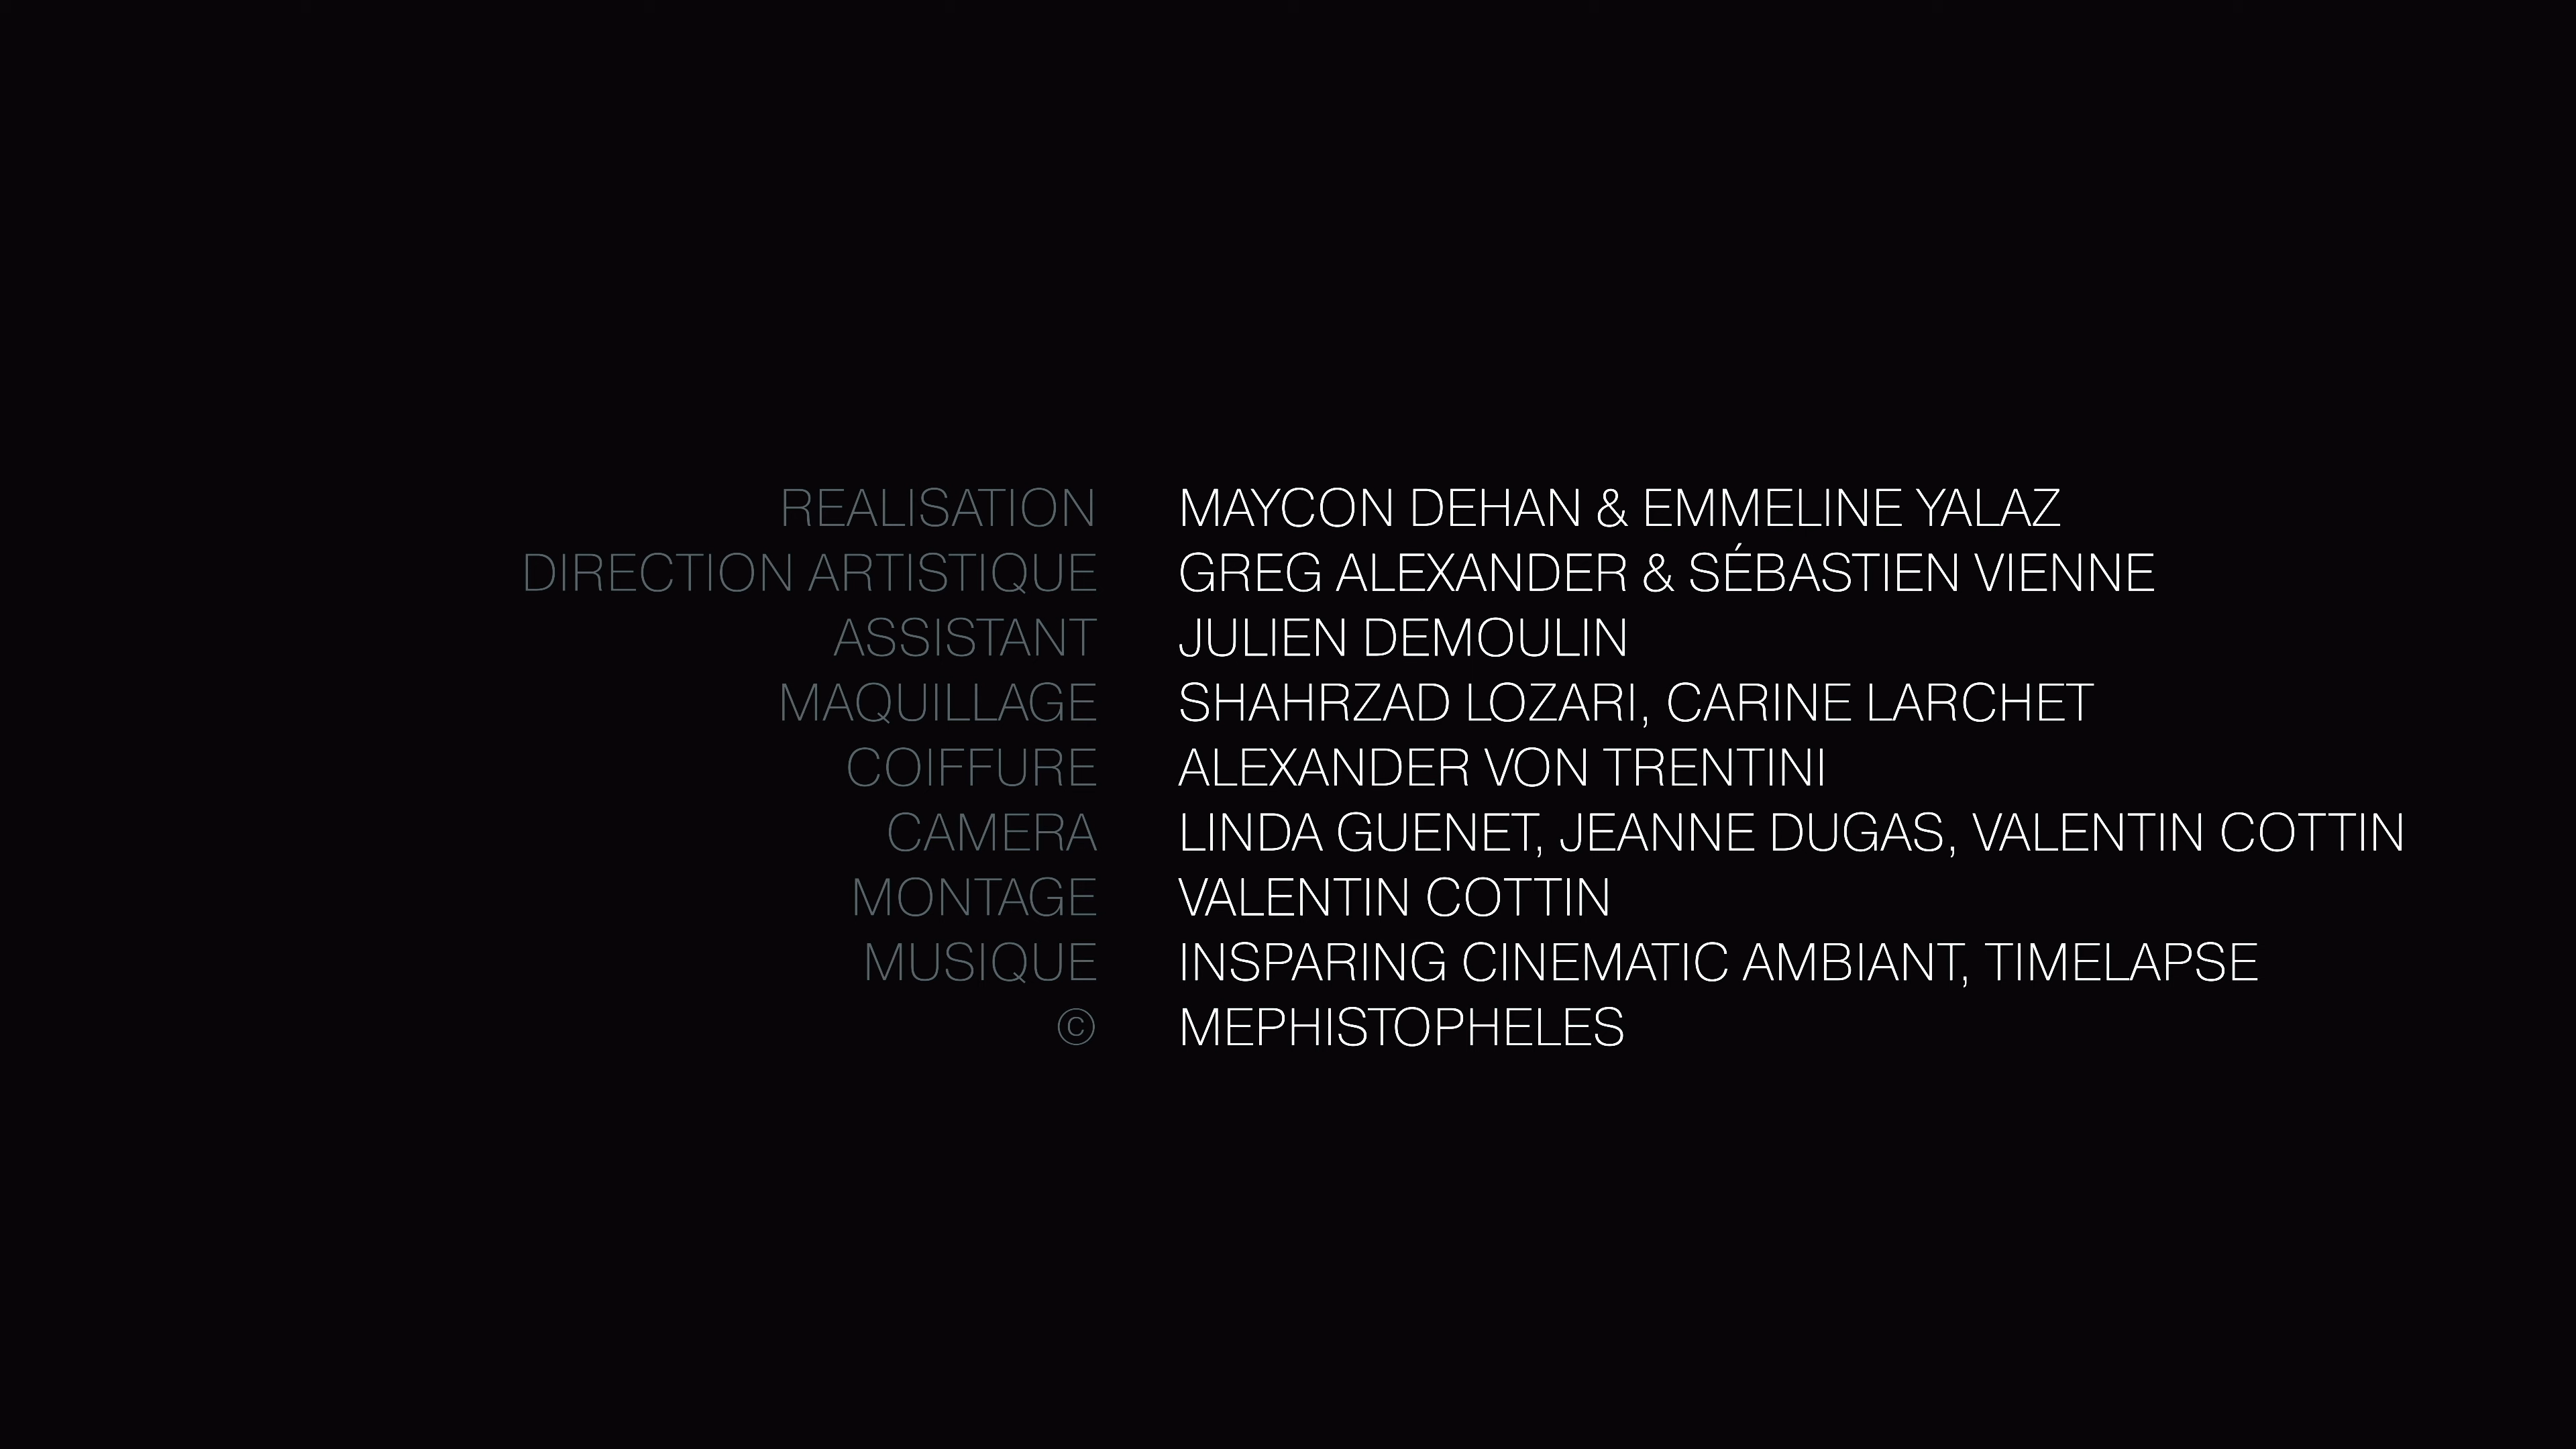 REALISATION MAYCON DEHAN & EMMELINE YALAZ
DIRECTION ARTISTIQUE GREG ALEXANDER & SÉBASTIEN VIENNE
ASSISTANT JULIEN DEMOULIN
MAQUILLAGE SHAHRZAD LOZARI, CARINE LARCHET
COIFFURE ALEXANDER VON TRENTINI
CAMERA LINDA GUENET, JEANNE DUGAS, VALENTIN COTTIN
MONTAGE VALENTIN COTTIN
MUSIQUE INSPARING CINEMATIC AMBIANT, TIMELAPSE
© MEPHISTOPHELES